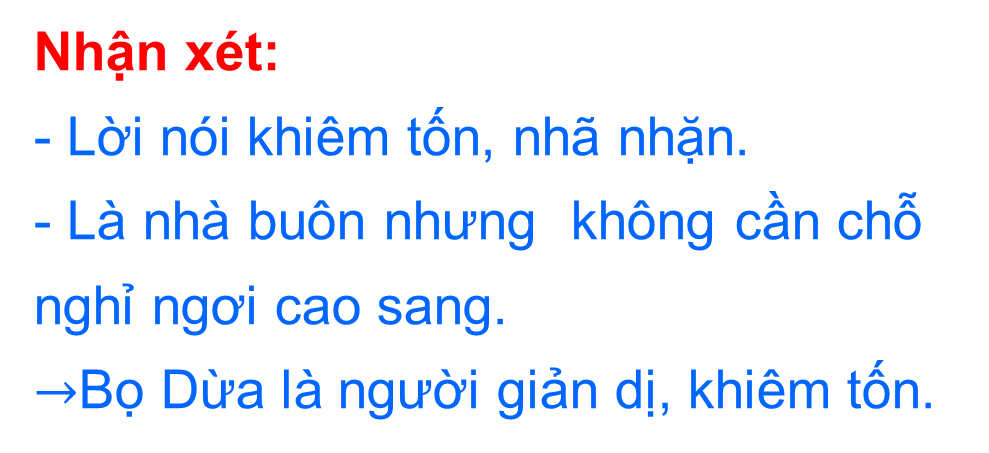 Nhận xét:
- Lời nói khiêm tốn, nhã nhặn.
- Là nhà buôn nhưng  không cần chỗ
nghỉ ngơi cao sang.
→Bọ Dừa là người giản dị, khiêm tốn.